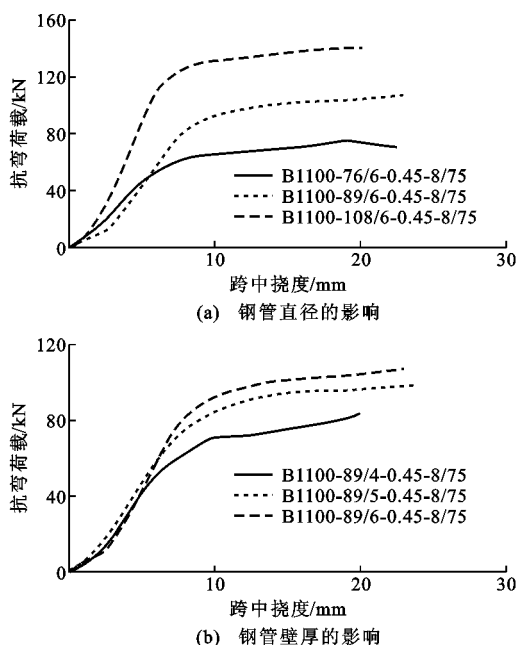 160
120
80
40
0
抗弯荷载/kN
B1100-76/6-0.45-8/75
B1100-89/6-0.45-8/75
B1100-108/6-0.45-8/75
10
20
30
跨中挠度/mm
(a) 钢管直径的影响
120
80
40
0
抗弯荷载/kN
B1100-89/4-0.45-8/75
B1100-89/5-0.45-8/75
B1100-89/6-0.45-8/75
10
20
30
跨中挠度/mm
(b) 钢管壁厚的影响